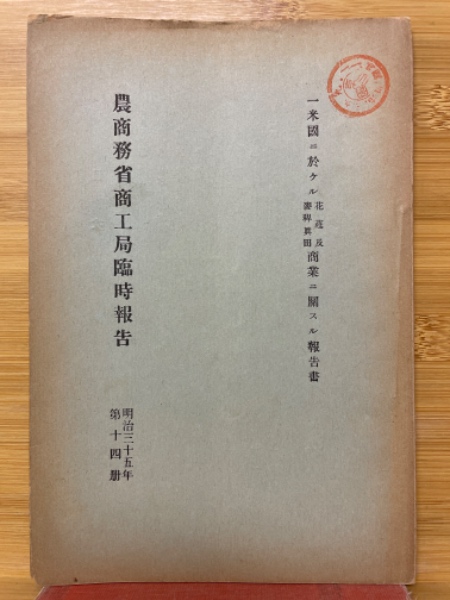 一米國ニ於ケル花莚及麥稈眞田商業ニ關スル報告書
農商務省商工局臨時報告
明治三十五年
第十四册